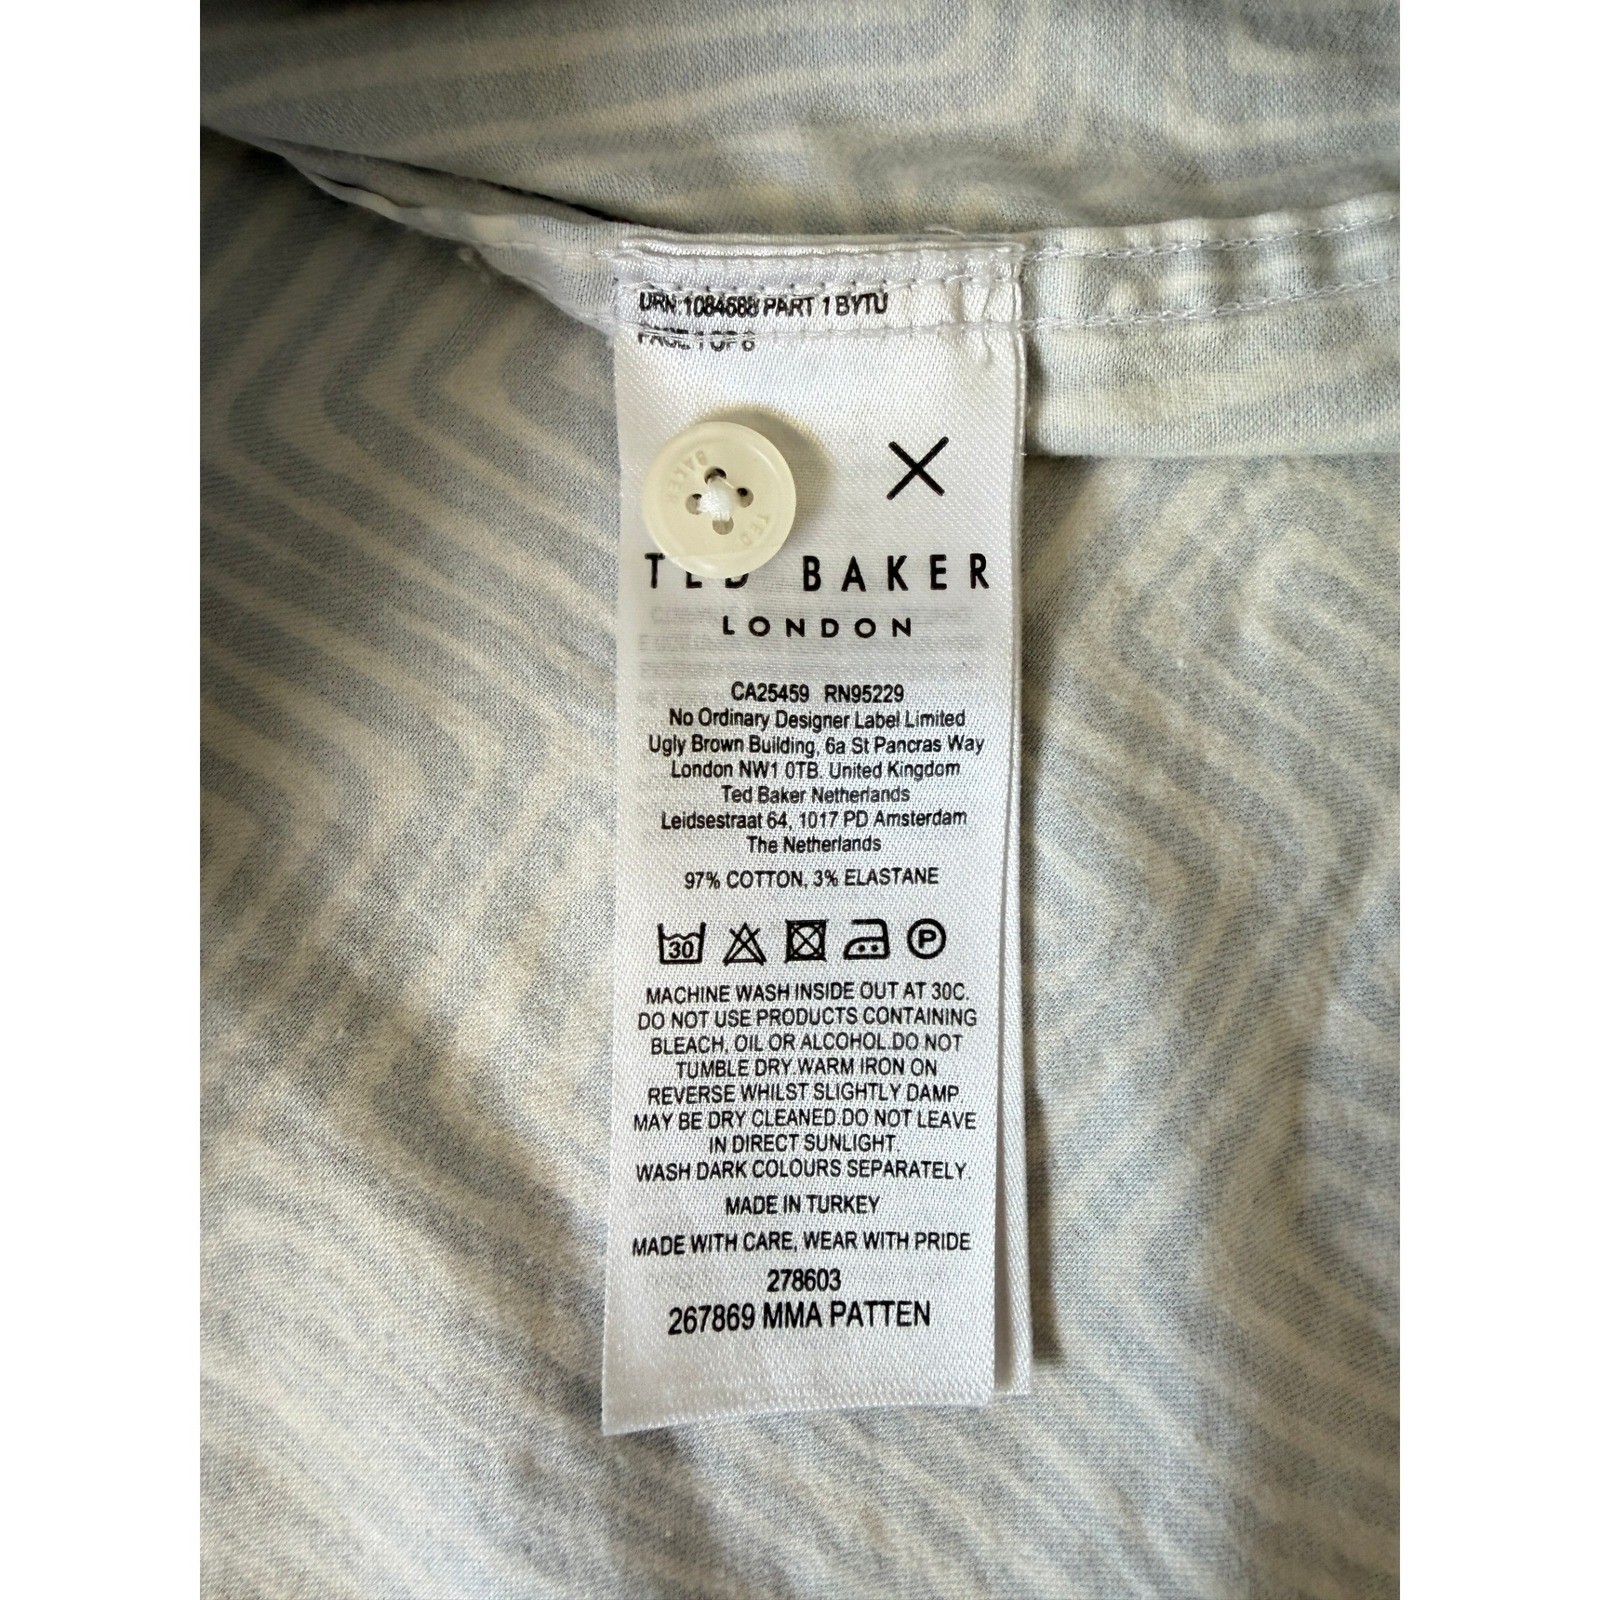 URN 1084688 PART 1 BYTU
PAGE 1 OF 6
BAKER
TED
TED BAKER
LONDON
CA25459 RN95229
No Ordinary Designer Label Limited
Ugly Brown Building, 6a St Pancras Way
London NW1 0TB. United Kingdom
Ted Baker Netherlands
Leidsestraat 64, 1017 PD Amsterdam
The Netherlands
97% COTTON, 3% ELASTANE
30 P
MACHINE WASH INSIDE OUT AT 30C.
DO NOT USE PRODUCTS CONTAINING
BLEACH, OIL OR ALCOHOL.DO NOT
TUMBLE DRY.WARM IRON ON
REVERSE WHILST SLIGHTLY DAMP.
MAY BE DRY CLEANED.DO NOT LEAVE
IN DIRECT SUNLIGHT.
WASH DARK COLOURS SEPARATELY.
MADE IN TURKEY
MADE WITH CARE, WEAR WITH PRIDE
278603
267869 MMA PATTEN